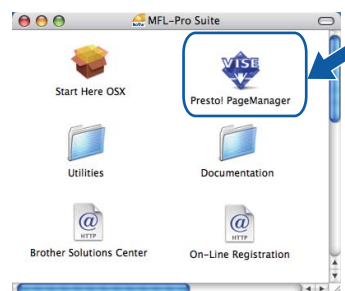 MFL-Pro Suite
VISE
Start Here OSX
Presto! PageManager
Utilities
Documentation
@
HTTP
@
HTTP
Brother Solutions Center
On-Line Registration